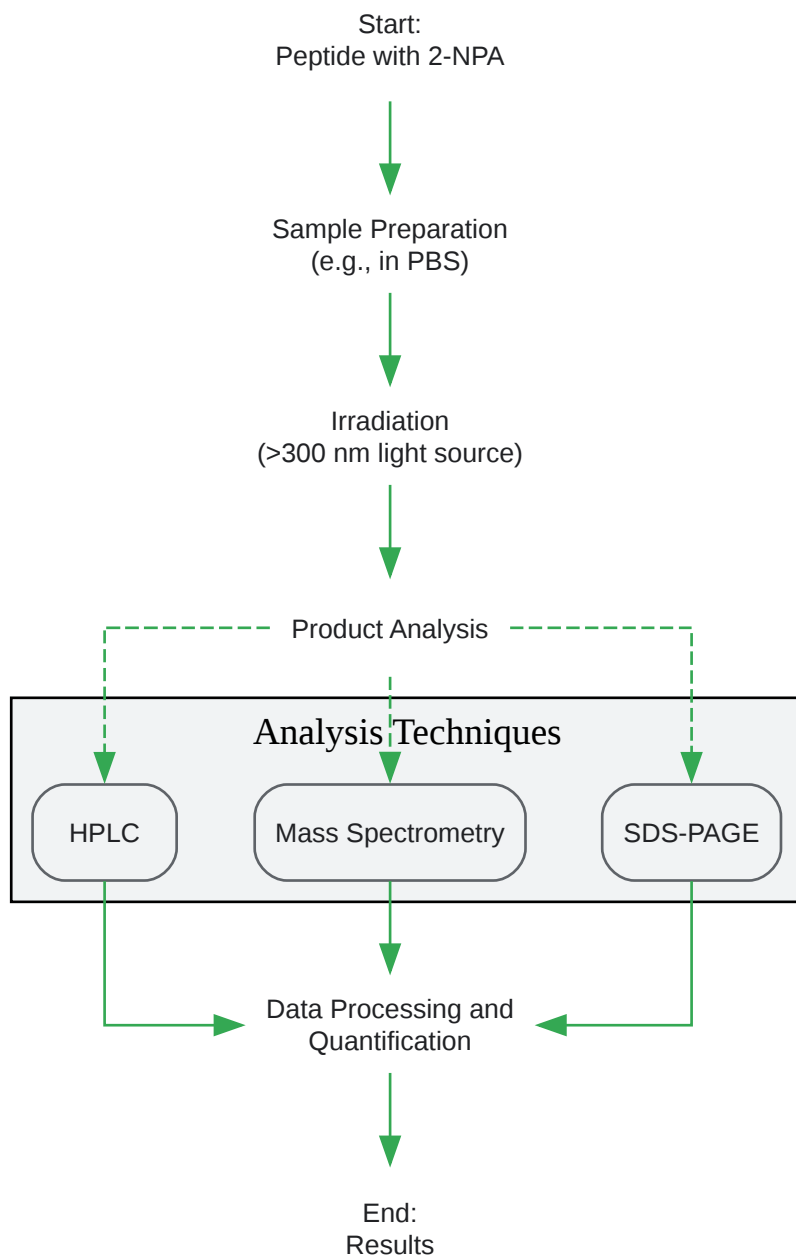 Start:
Peptide with 2-NPA
Sample Preparation
(e.g., in PBS)
Irradiation
(>300 nm light source)
Product Analysis
Analysis Techniques
HPLC
Mass Spectrometry
SDS-PAGE
Data Processing and
Quantification
End:
Results